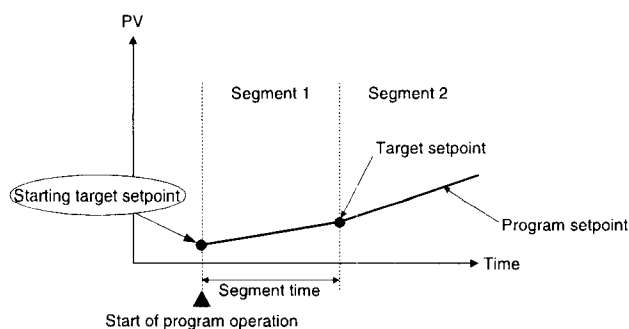 PV
Segment 1
Segment 2
Target setpoint
Starting target setpoint
Program setpoint
Time
Segment time
Start of program operation